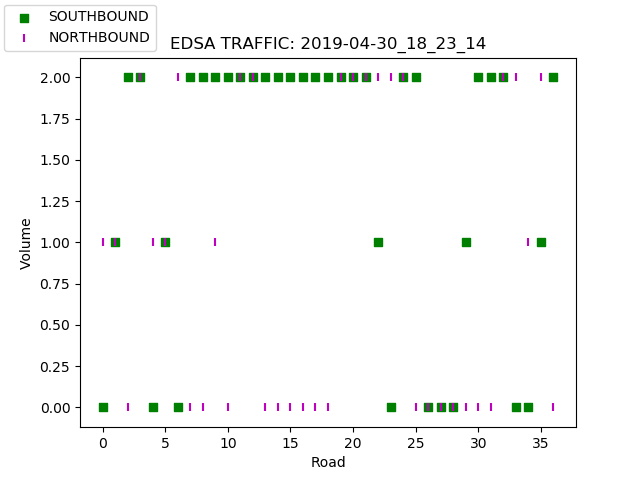 SOUTHBOUND
NORTHBOUND
EDSA TRAFFIC: 2019-04-30_18_23_14
2.00
1.75
1.50
1.25
1.00
0.75
0.50
0.25
0.00
Volume
0 5 10 15 20 25 30 35
Road